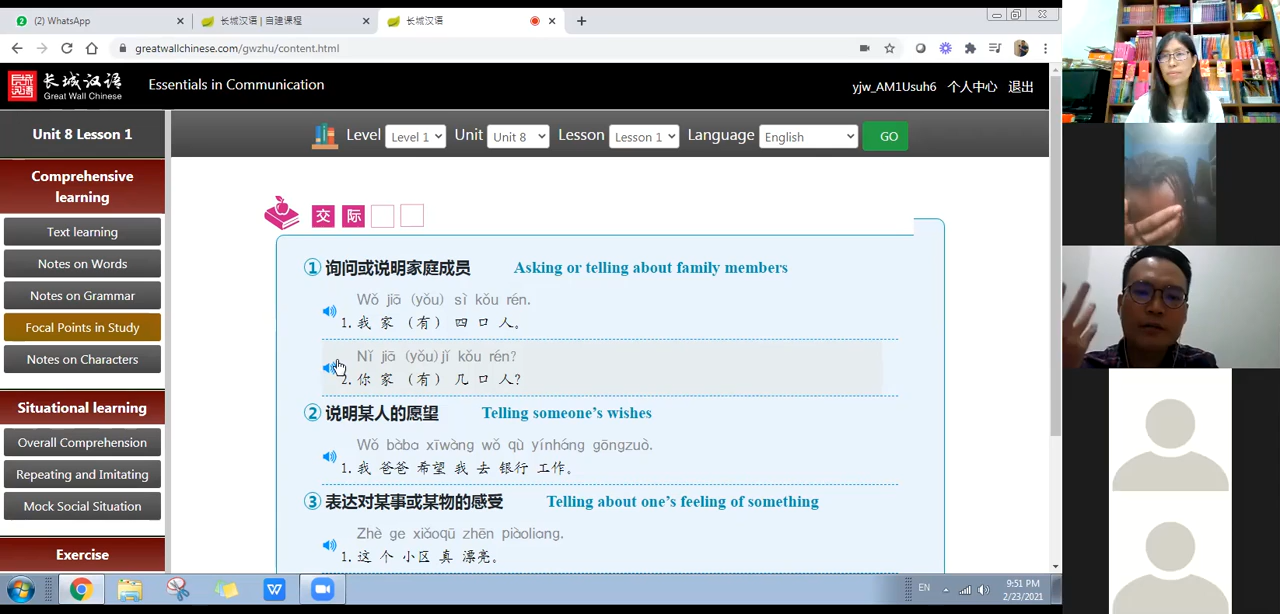 (2) WhatsApp
长城汉语 | 自建课程
长城汉语
greatwallchinese.com/gwzhu/content.html
长城汉语
Great Wall Chinese
Essentials in Communication
yjw_AM1Usuh6 个人中心 退出
Unit 8 Lesson 1
Level Level 1 Unit Unit 8 Lesson Lesson 1 Language English GO
Comprehensive
learning
Text learning
Notes on Words
Notes on Grammar
Focal Points in Study
Notes on Characters
Situational learning
Overall Comprehension
Repeating and Imitating
Mock Social Situation
Exercise
交 际
① 询问或说明家庭成员 Asking or telling about family members
Wǒ jiā (yǒu) sì kǒu rén.
1. 我 家 （有） 四 口 人。
Nǐ jiā (yǒu) jǐ kǒu rén?
2. 你 家 （有） 几 口 人？
② 说明某人的愿望 Telling someone's wishes
Wǒ bàba xīwàng wǒ qù yínháng gōngzuò.
1. 我 爸爸 希望 我 去 银行 工作。
③ 表达对某事或某物的感受 Telling about one's feeling of something
Zhè ge xiǎoqū zhēn piàoliang.
1. 这 个 小区 真 漂亮。
EN
9:51 PM
2/23/2021